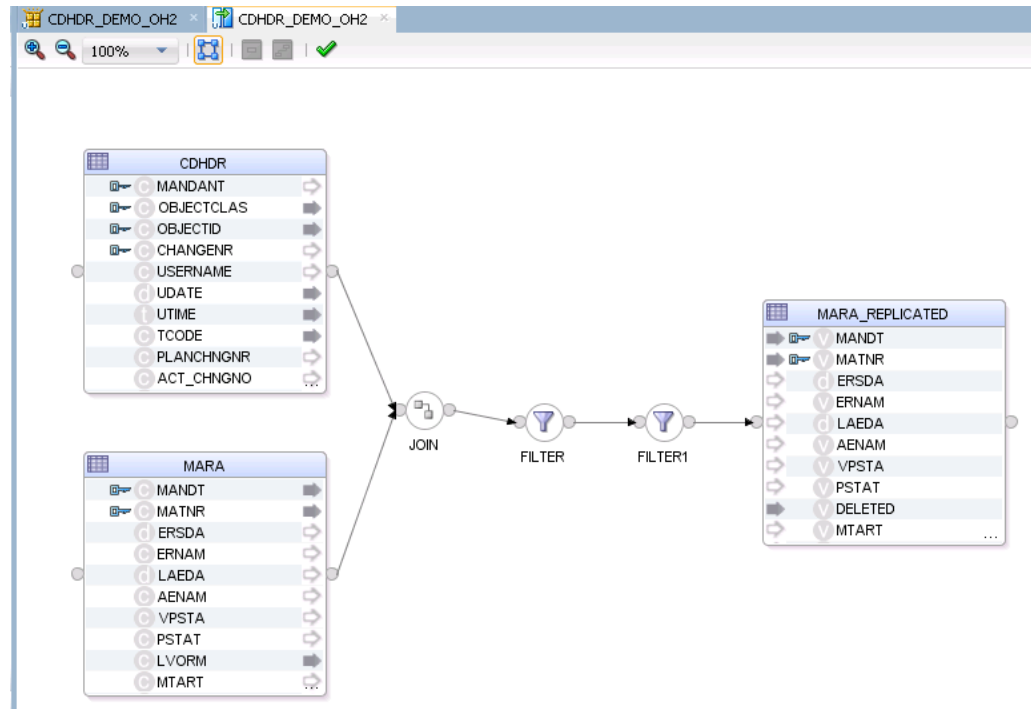 CDHDR_DEMO_OH2
CDHDR_DEMO_OH2
100%
CDHDR
C MANDANT
C OBJECTCLAS
C OBJECTID
C CHANGENR
C USERNAME
d UDATE
t UTIME
C TCODE
C PLANCHNGNR
C ACT_CHNGNO
...
MARA
C MANDT
C MATNR
d ERSDA
C ERNAM
d LAEDA
C AENAM
C VPSTA
C PSTAT
C LVORM
C MTART
...
JOIN
FILTER
FILTER1
MARA_REPLICATED
V MANDT
V MATNR
d ERSDA
V ERNAM
d LAEDA
V AENAM
V VPSTA
V PSTAT
V DELETED
V MTART
...